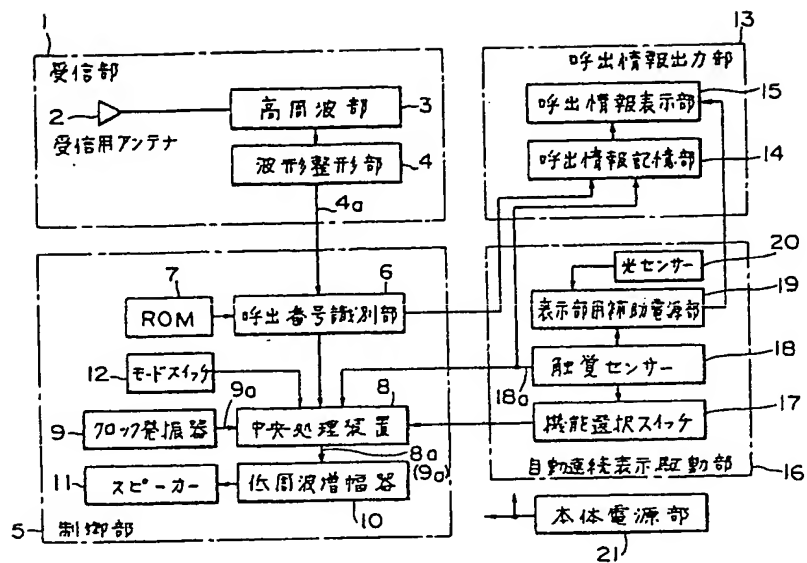 1
受信部
2
受信用アンテナ
高周波部
3
波形整形部
4
4a
13
呼出情報出力部
15
呼出情報表示部
呼出情報記憶部
14
7
ROM
6
呼出番号識別部
12
モードスイッチ
9a
8
9
クロック発振器
中央処理装置
8a
(9a)
11
スピーカー
低周波増幅器
10
5
制御部
20
光センサー
19
表示部用補助電源部
触覚センサー
18
18a
機能選択スイッチ
17
自動連続表示駆動部
16
本体電源部
21